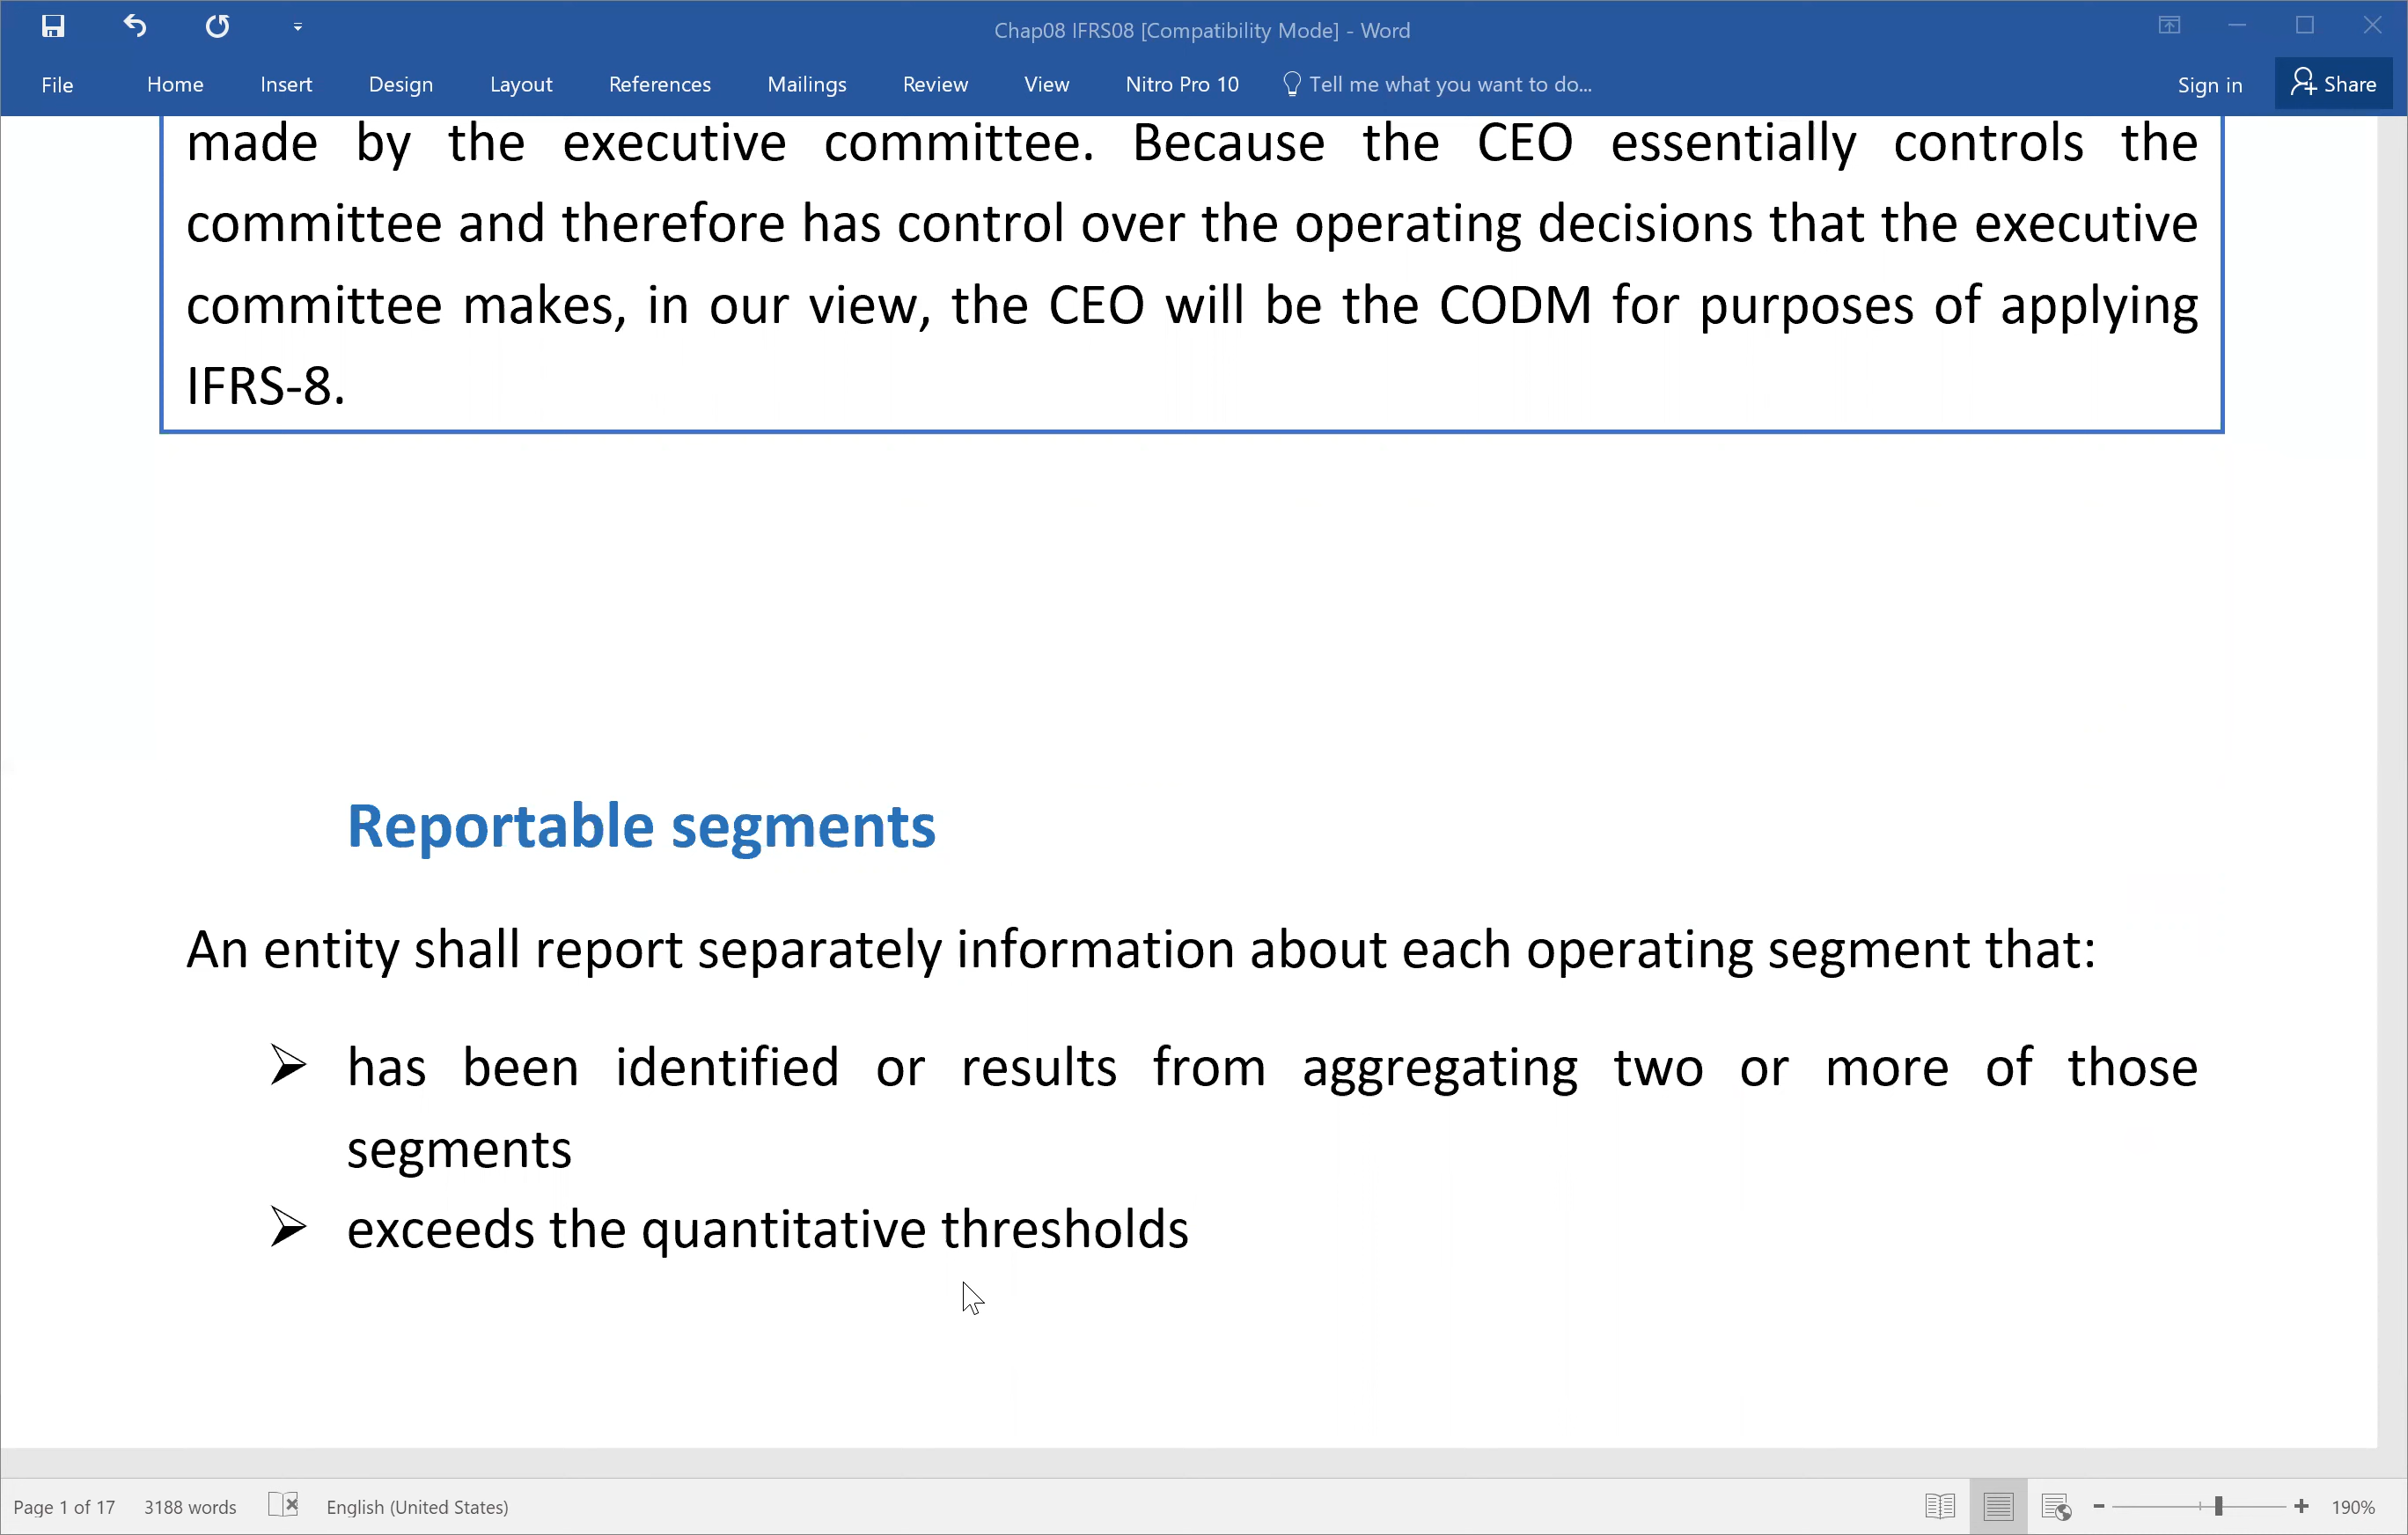 Chap08 IFRS08 [Compatibility Mode] - Word
File Home Insert Design Layout References Mailings Review View Nitro Pro 10 Tell me what you want to do... Sign in Share
made by the executive committee. Because the CEO essentially controls the
committee and therefore has control over the operating decisions that the executive
committee makes, in our view, the CEO will be the CODM for purposes of applying
IFRS-8.
Reportable segments
An entity shall report separately information about each operating segment that:
➢ has been identified or results from aggregating two or more of those
segments
➢ exceeds the quantitative thresholds
Page 1 of 17 3188 words English (United States) 190%